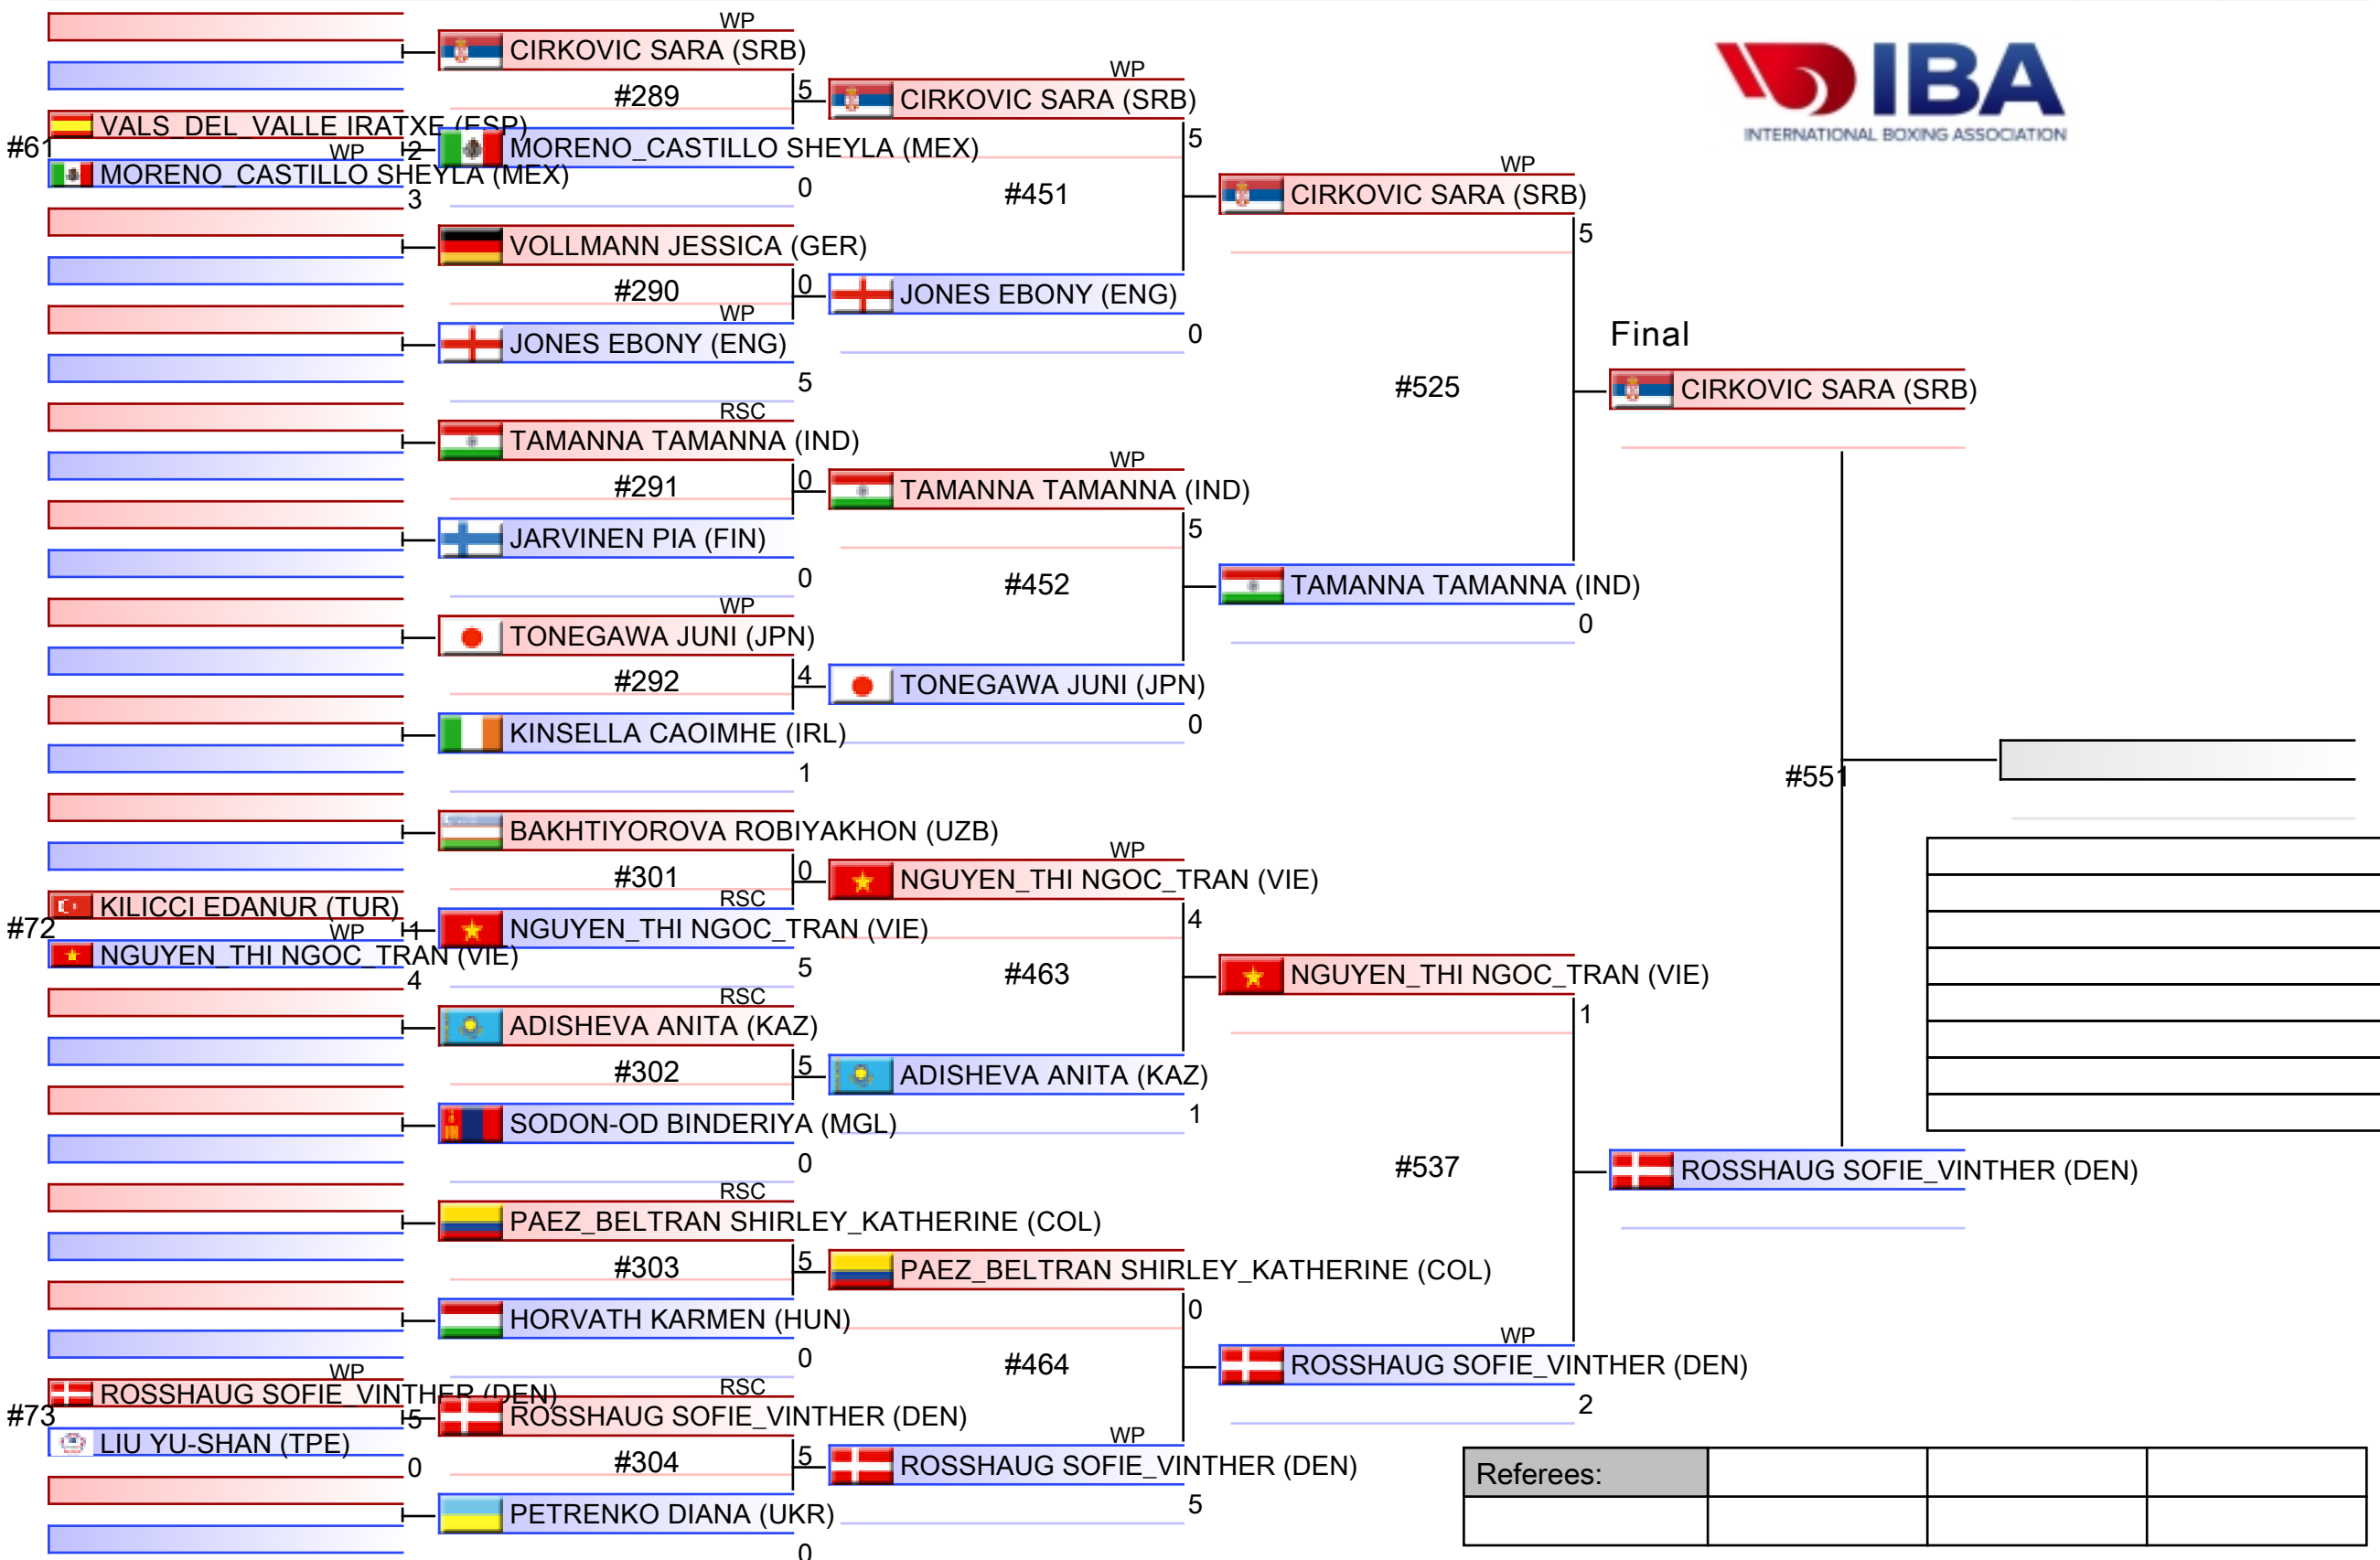 WP
CIRKOVIC SARA (SRB)
#289
5
VALS_DEL_VALLE IRATXE (ESP)
#61
WP
2
MORENO_CASTILLO SHEYLA (MEX)
3
MORENO_CASTILLO SHEYLA (MEX)
0
VOLLMANN JESSICA (GER)
#290
0
WP
JONES EBONY (ENG)
5
RSC
TAMANNA TAMANNA (IND)
#291
0
JARVINEN PIA (FIN)
0
WP
TONEGAWA JUNI (JPN)
#292
4
KINSELLA CAOIMHE (IRL)
1
BAKHTIYOROVA ROBIYAKHON (UZB)
#301
0
KILICCI EDANUR (TUR)
#72
WP
1
NGUYEN_THI NGOC_TRAN (VIE)
4
RSC
NGUYEN_THI NGOC_TRAN (VIE)
5
RSC
ADISHEVA ANITA (KAZ)
#302
5
SODON-OD BINDERIYA (MGL)
0
RSC
PAEZ_BELTRAN SHIRLEY_KATHERINE (COL)
#303
5
HORVATH KARMEN (HUN)
0
WP
ROSSHAUG SOFIE_VINTHER (DEN)
#73
5
LIU YU-SHAN (TPE)
0
RSC
ROSSHAUG SOFIE_VINTHER (DEN)
#304
5
PETRENKO DIANA (UKR)
0
WP
CIRKOVIC SARA (SRB)
5
#451
JONES EBONY (ENG)
0
WP
TAMANNA TAMANNA (IND)
5
#452
TONEGAWA JUNI (JPN)
0
WP
NGUYEN_THI NGOC_TRAN (VIE)
4
#463
ADISHEVA ANITA (KAZ)
1
PAEZ_BELTRAN SHIRLEY_KATHERINE (COL)
0
#464
WP
ROSSHAUG SOFIE_VINTHER (DEN)
5
WP
CIRKOVIC SARA (SRB)
5
#525
TAMANNA TAMANNA (IND)
0
NGUYEN_THI NGOC_TRAN (VIE)
1
#537
WP
ROSSHAUG SOFIE_VINTHER (DEN)
2
IBA
INTERNATIONAL BOXING ASSOCIATION
Final
CIRKOVIC SARA (SRB)
#551
ROSSHAUG SOFIE_VINTHER (DEN)
Referees: